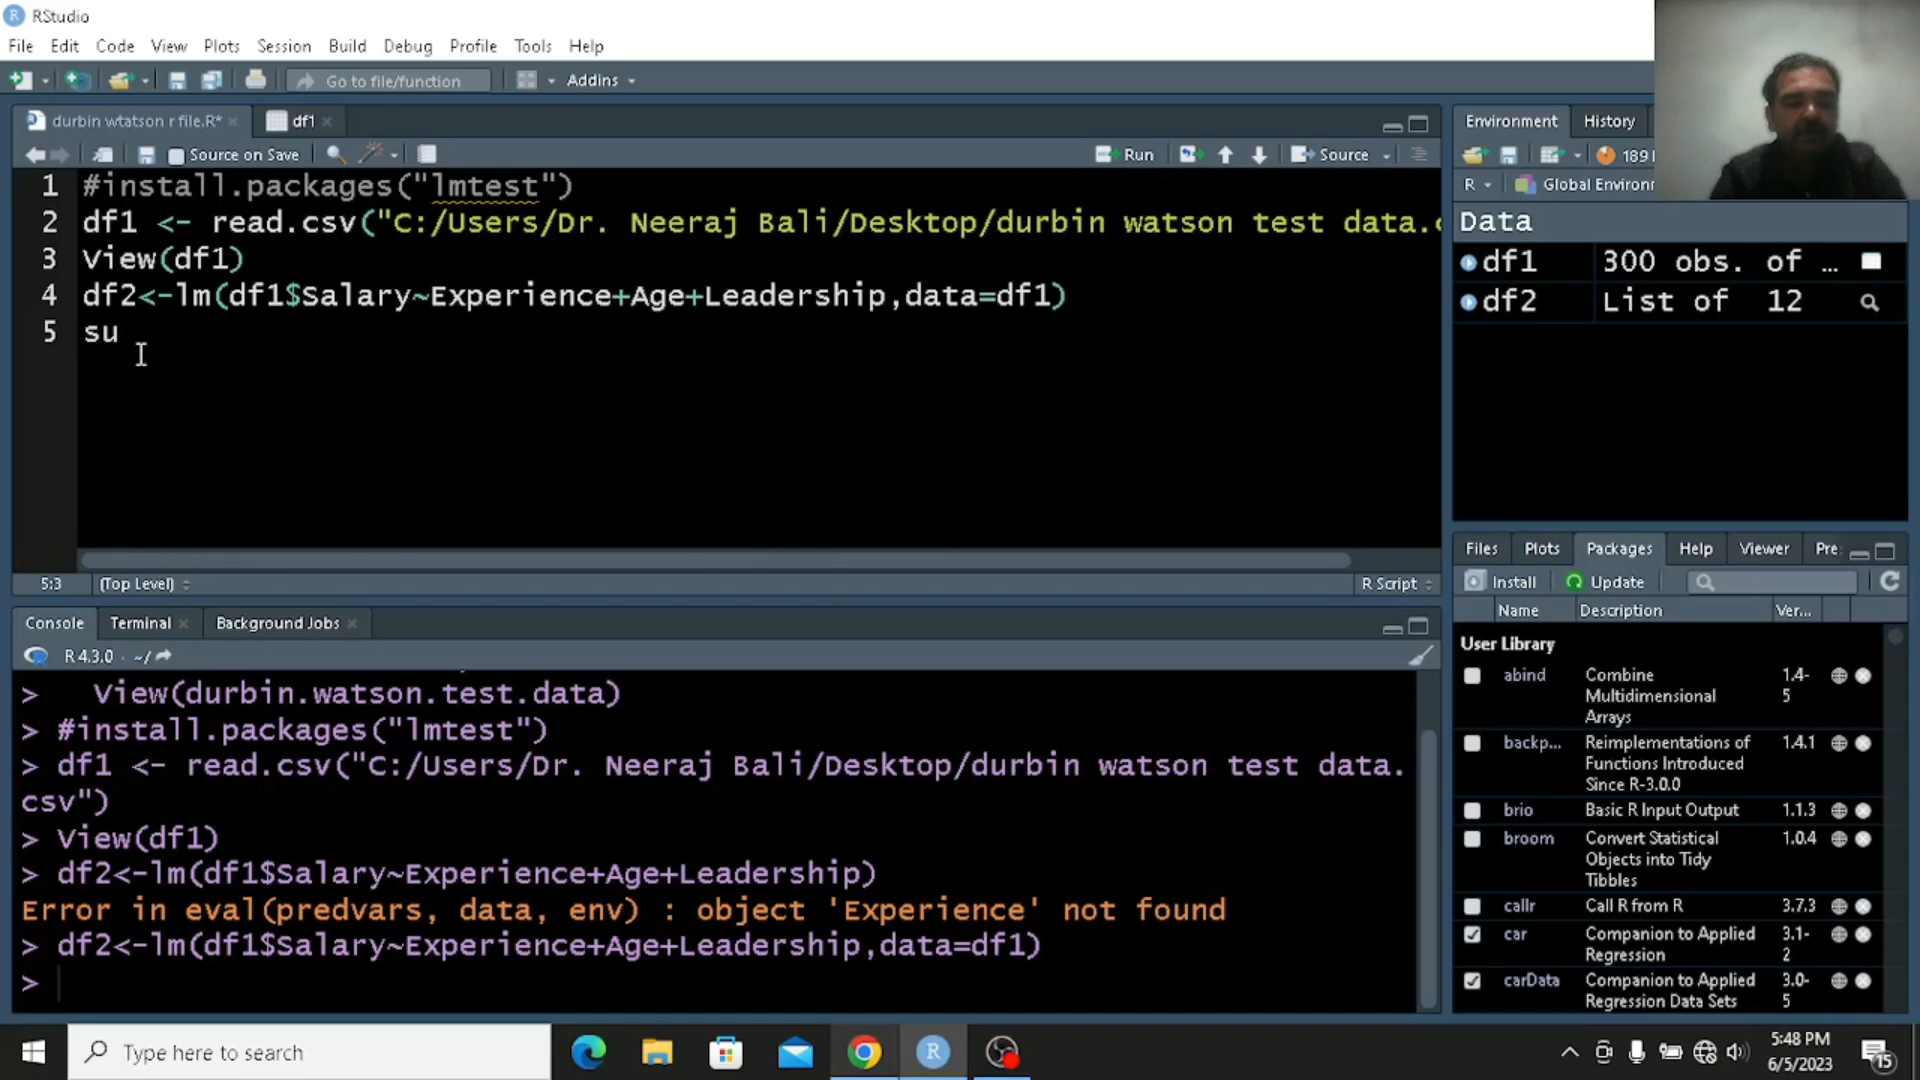 RStudio
File Edit Code View Plots Session Build Debug Profile Tools Help
Go to file/function Addins
durbin wtatson r file.R* df1
Source on Save Run Source
1 #install.packages("lmtest")
2 df1 <- read.csv("C:/Users/Dr. Neeraj Bali/Desktop/durbin watson test data.c
3 View(df1)
4 df2<-lm(df1$Salary~Experience+Age+Leadership,data=df1)
5 su
5:3 (Top Level) R Script
Console Terminal Background Jobs
R 4.3.0 · ~/
> View(durbin.watson.test.data)
> #install.packages("lmtest")
> df1 <- read.csv("C:/Users/Dr. Neeraj Bali/Desktop/durbin watson test data.
csv")
> View(df1)
> df2<-lm(df1$Salary~Experience+Age+Leadership)
Error in eval(predvars, data, env) : object 'Experience' not found
> df2<-lm(df1$Salary~Experience+Age+Leadership,data=df1)
>
Environment History
189
R Global Environ
Data
df1 300 obs. of …
df2 List of 12
Files Plots Packages Help Viewer Pre
Install Update
Name Description Ver...
User Library
abind Combine 1.4-
Multidimensional 5
Arrays
backp... Reimplementations of 1.4.1
Functions Introduced
Since R-3.0.0
brio Basic R Input Output 1.1.3
broom Convert Statistical 1.0.4
Objects into Tidy
Tibbles
callr Call R from R 3.7.3
car Companion to Applied 3.1-
Regression 2
carData Companion to Applied 3.0-
Regression Data Sets 5
Type here to search
5:48 PM
6/5/2023
15